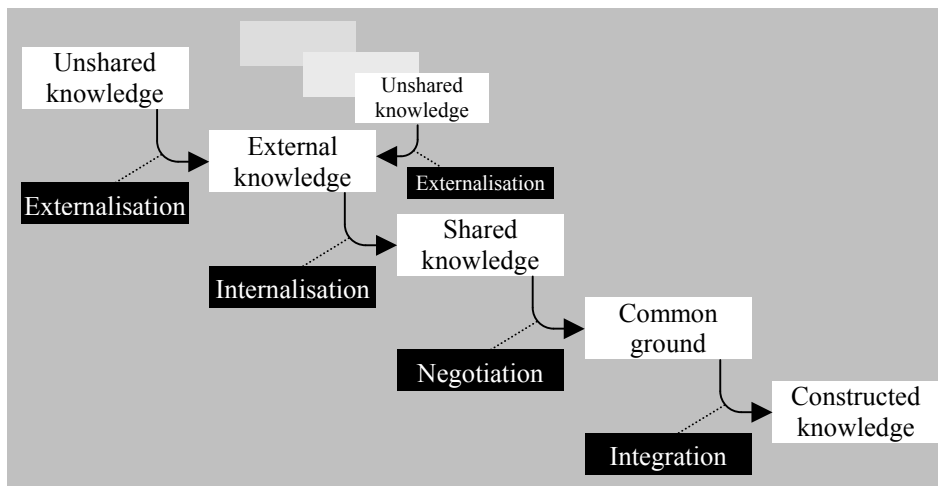 Unshared
knowledge
Unshared
knowledge
External
knowledge
Externalisation
Externalisation
Shared
knowledge
Internalisation
Common
ground
Negotiation
Constructed
knowledge
Integration